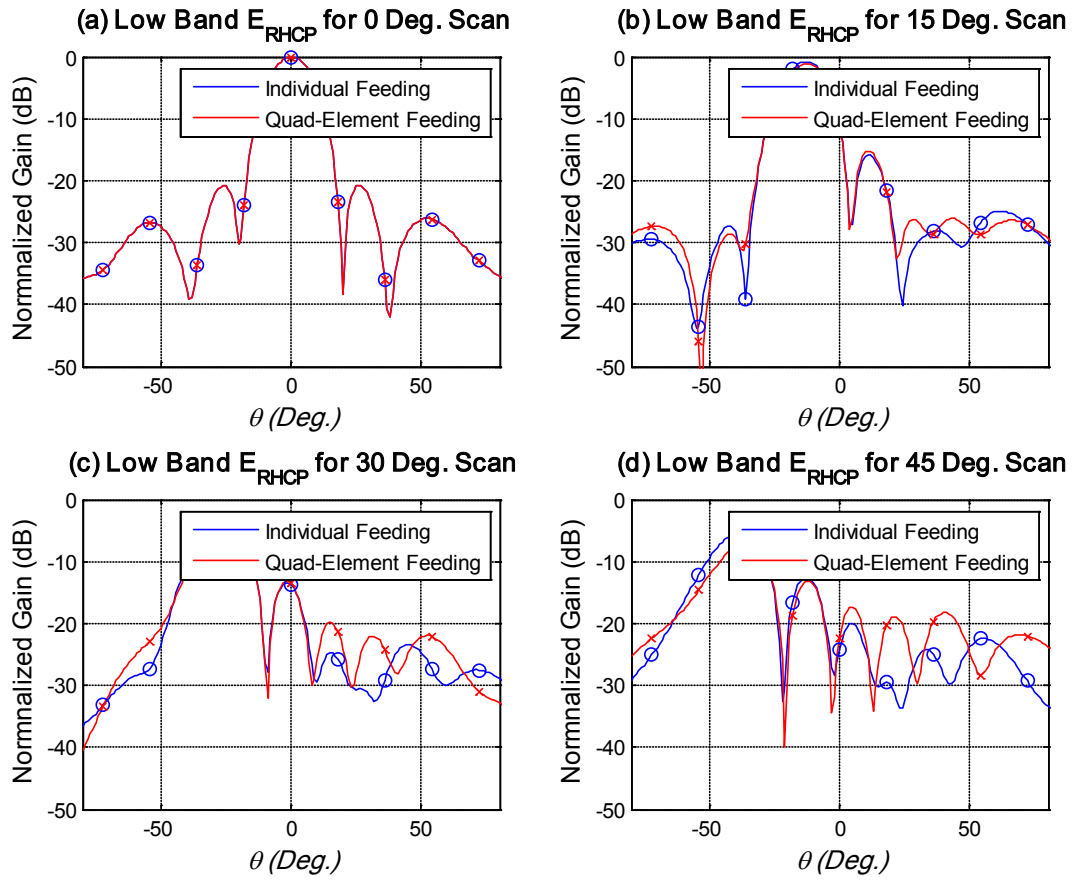 (a) Low Band E_RHCP for 0 Deg. Scan
0
-10
-20
-30
-40
-50
-50
0
50
Normnalized Gain (dB)
θ (Deg.)
Individual Feeding
Quad-Element Feeding
(b) Low Band E_RHCP for 15 Deg. Scan
0
-10
-20
-30
-40
-50
-50
0
50
Normnalized Gain (dB)
θ (Deg.)
Individual Feeding
Quad-Element Feeding
(c) Low Band E_RHCP for 30 Deg. Scan
0
-10
-20
-30
-40
-50
-50
0
50
Normnalized Gain (dB)
θ (Deg.)
Individual Feeding
Quad-Element Feeding
(d) Low Band E_RHCP for 45 Deg. Scan
0
-10
-20
-30
-40
-50
-50
0
50
Normnalized Gain (dB)
θ (Deg.)
Individual Feeding
Quad-Element Feeding